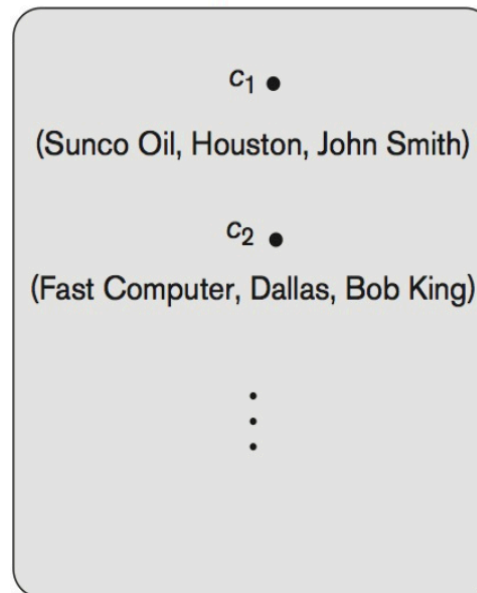 c₁ •
(Sunco Oil, Houston, John Smith)
c₂ •
(Fast Computer, Dallas, Bob King)